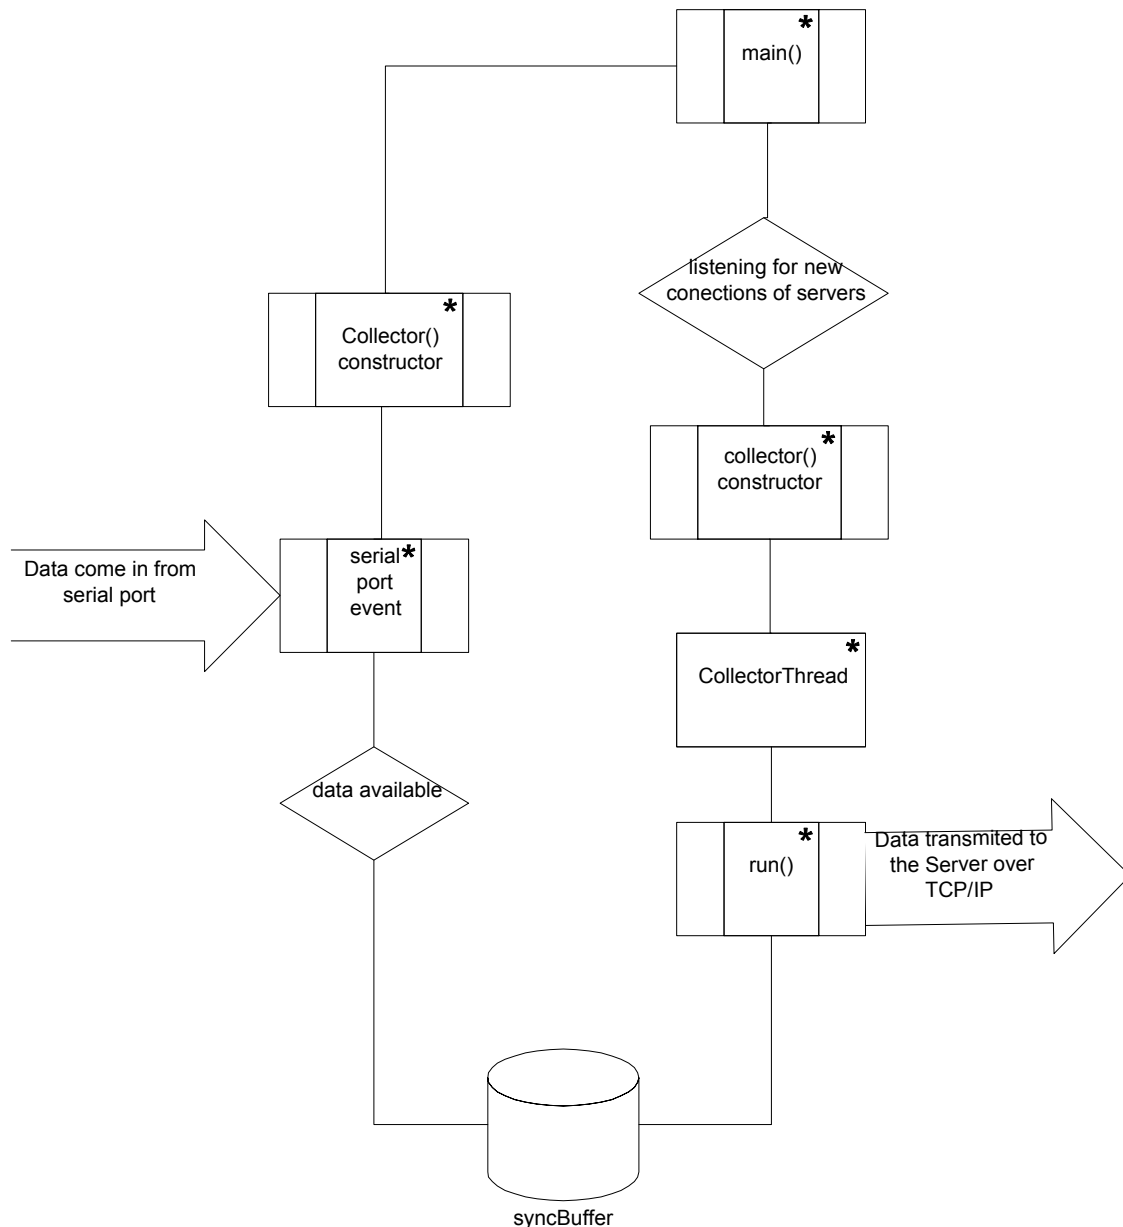 *
main()
listening for new
conections of servers
*
Collector()
constructor
*
collector()
constructor
Data come in from
serial port
*
serial
port
event
*
CollectorThread
data available
*
run()
Data transmited to
the Server over
TCP/IP
syncBuffer